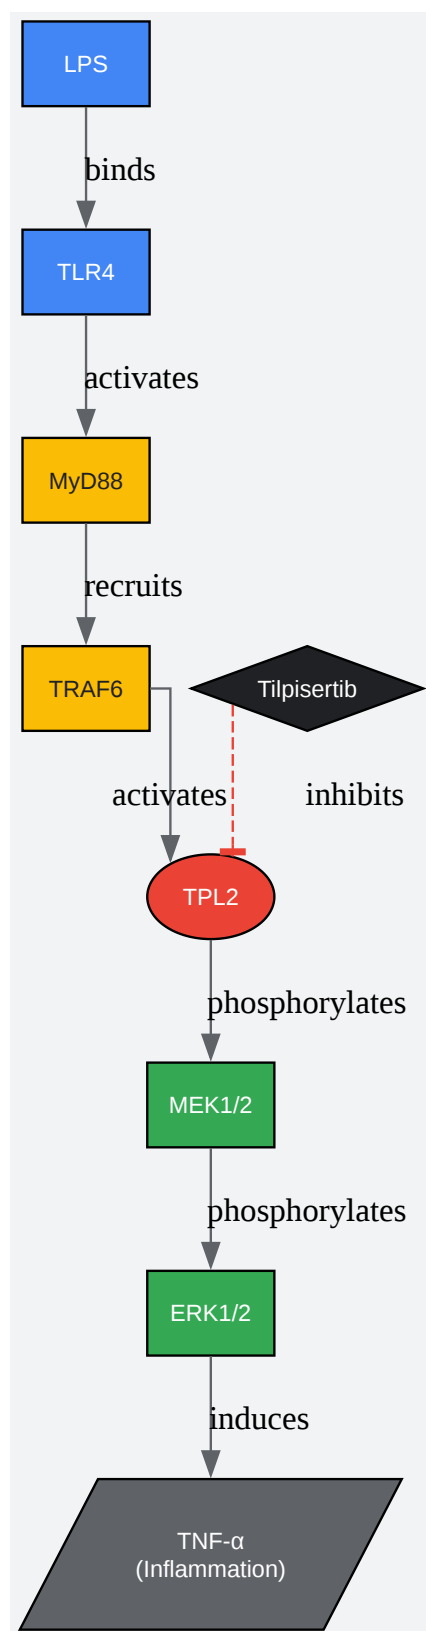 LPS
binds
TLR4
activates
MyD88
recruits
TRAF6
Tilpisertib
activates
inhibits
TPL2
phosphorylates
MEK1/2
phosphorylates
ERK1/2
induces
TNF-α
(Inflammation)